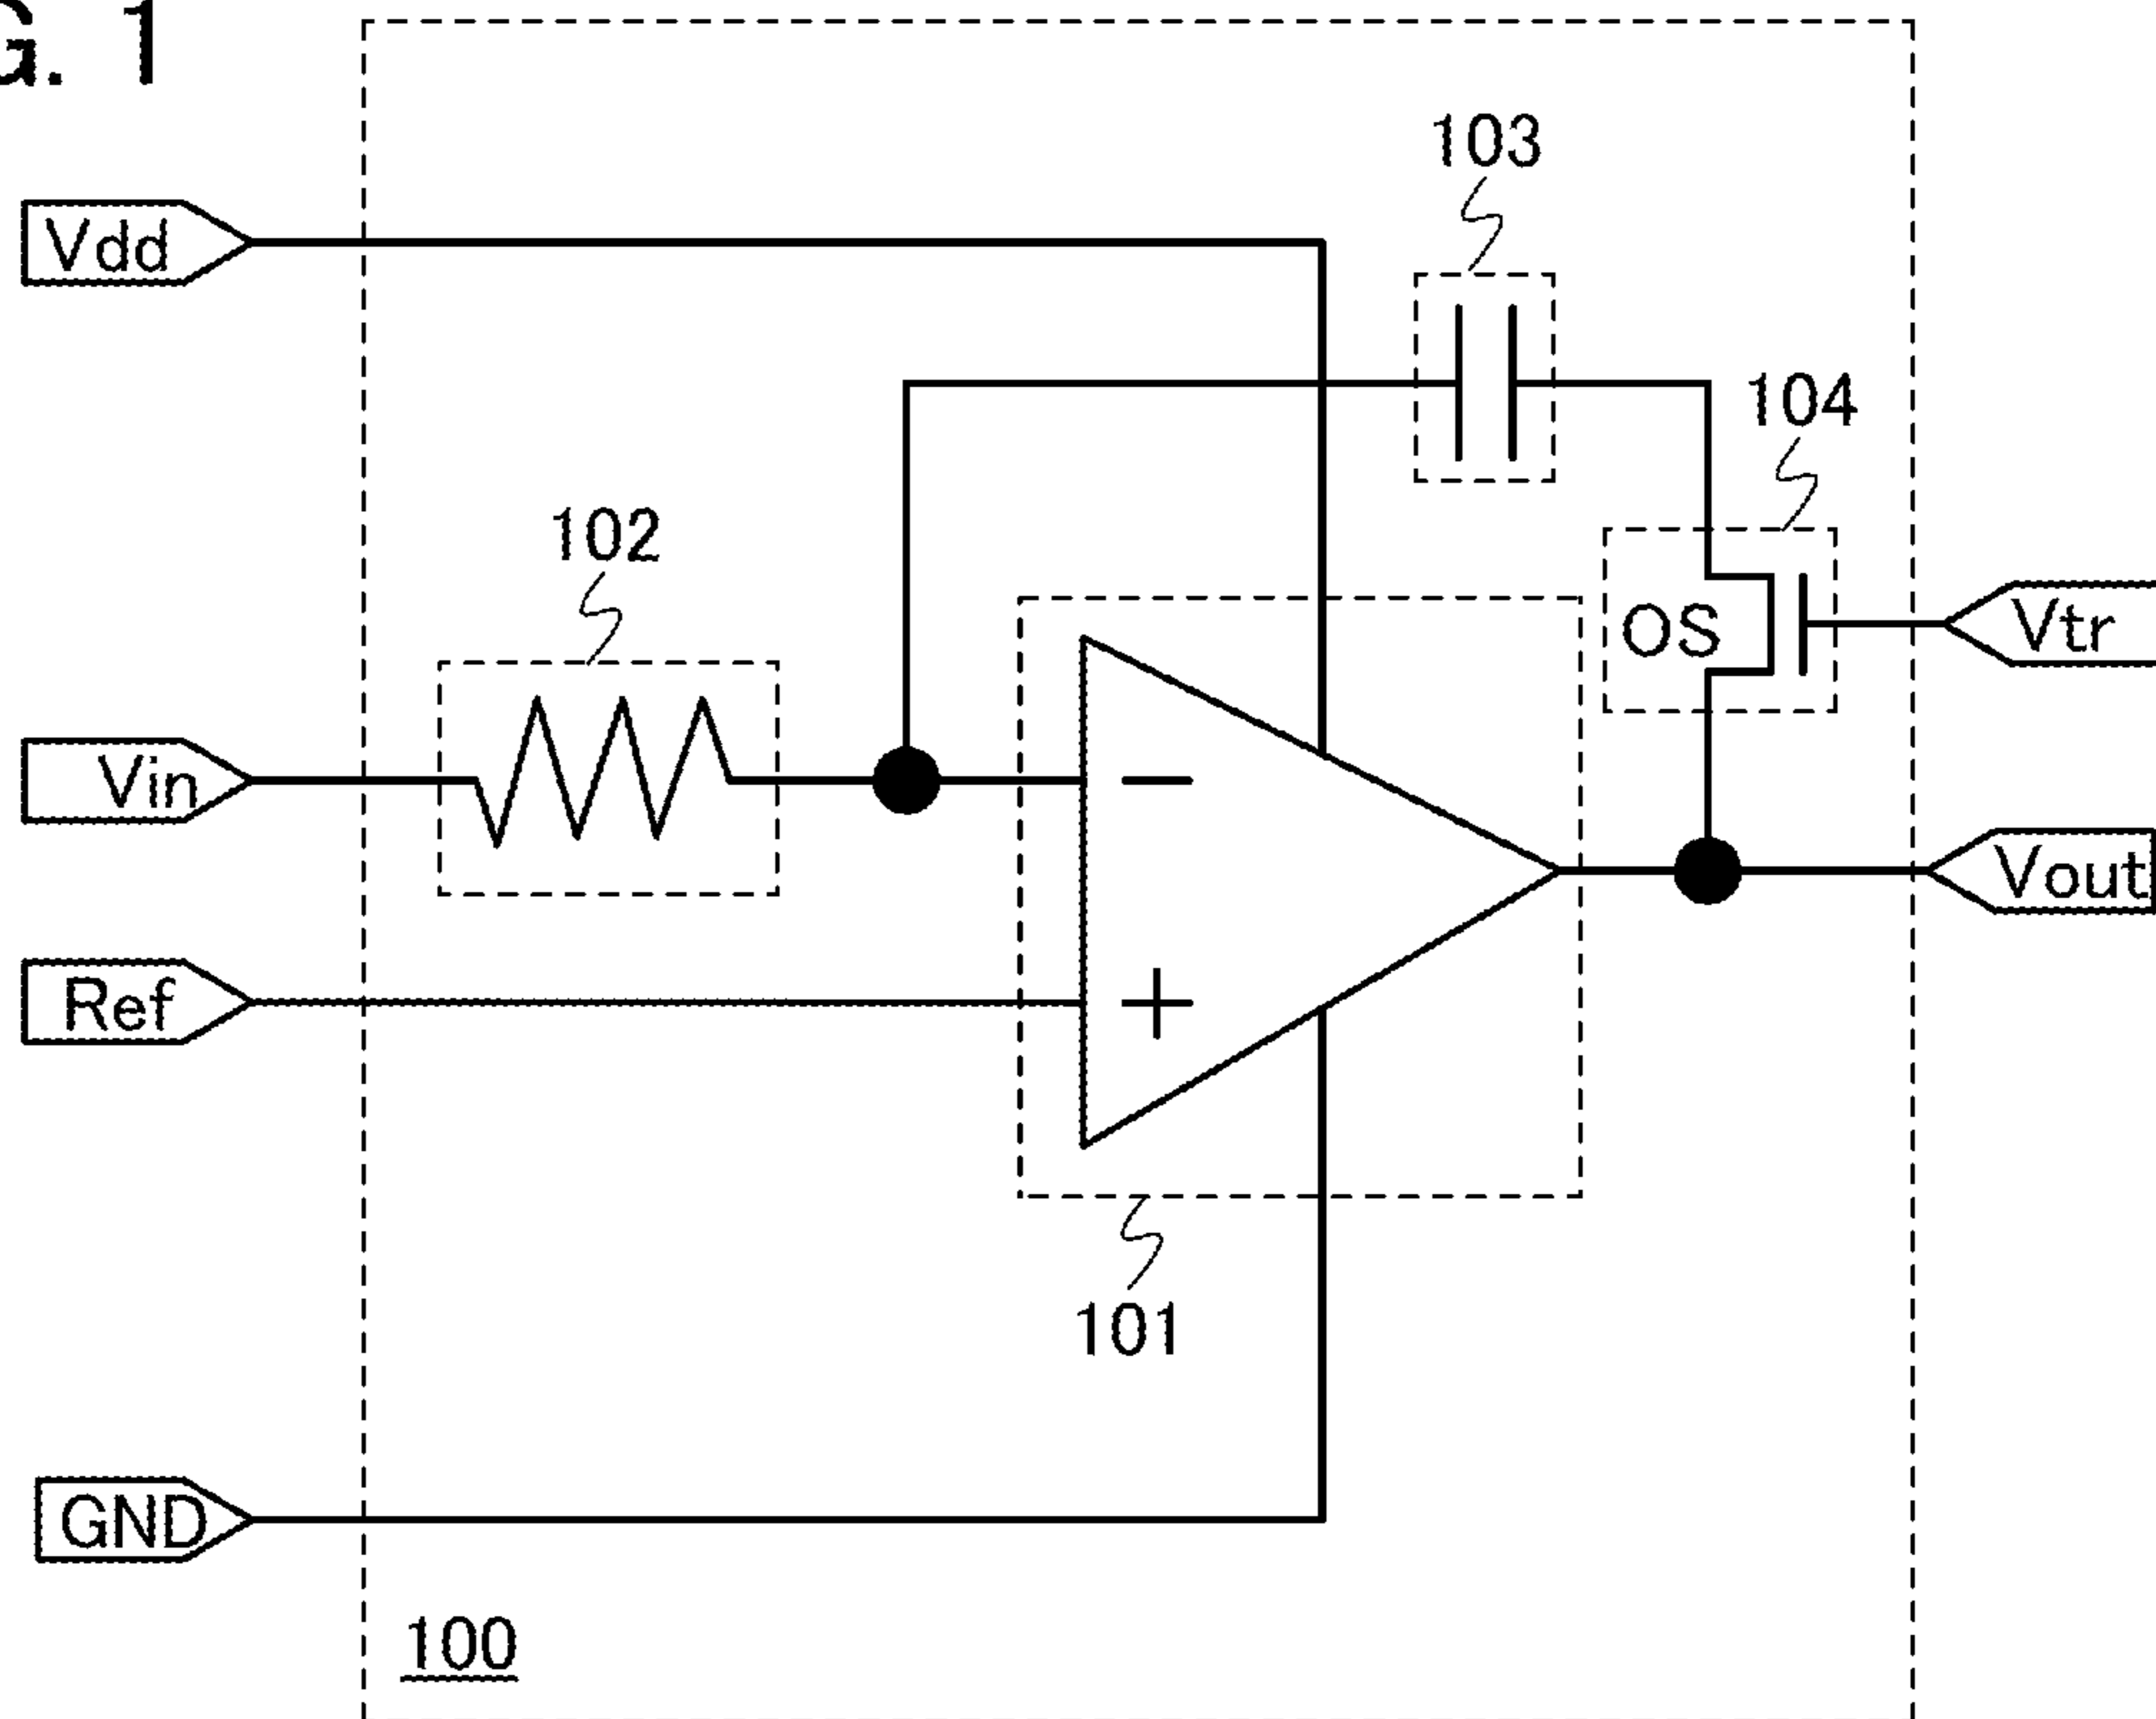 G. 1
103
Vdd
104
102
OS
Vtr
Vin
−
Vout
Ref
+
101
GND
100